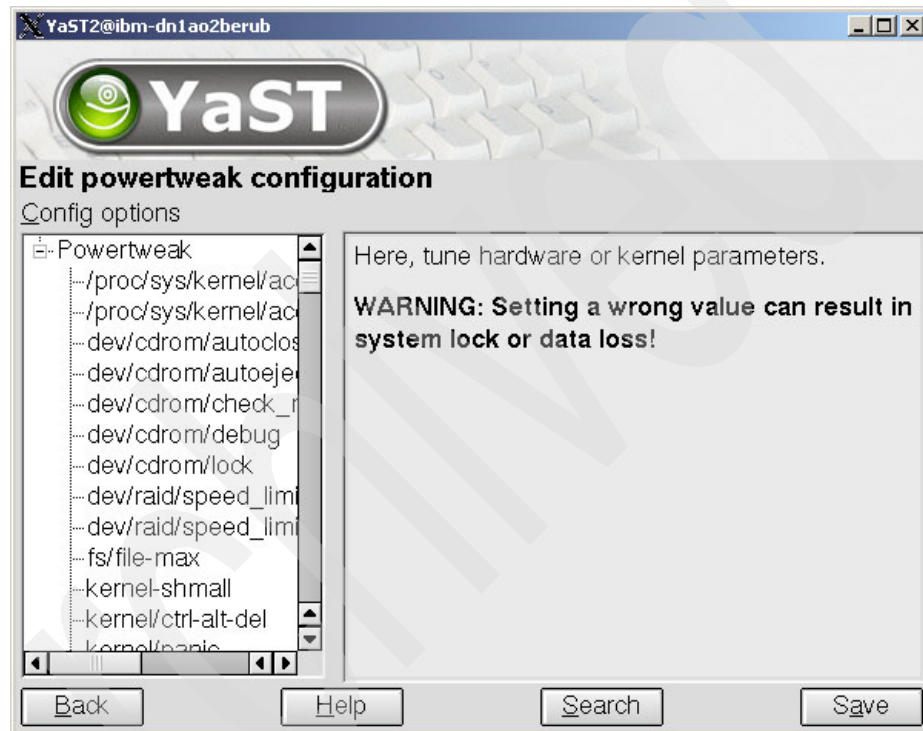 YaST2@ibm-dn1ao2berub
YaST
Edit powertweak configuration
Config options
Powertweak
/proc/sys/kernel/ac
/proc/sys/kernel/ac
dev/cdrom/autoclos
dev/cdrom/autoeje
dev/cdrom/check_r
dev/cdrom/debug
dev/cdrom/lock
dev/raid/speed_limi
dev/raid/speed_limi
fs/file-max
kernel-shmall
kernel/ctrl-alt-del
kernel/panic
Here, tune hardware or kernel parameters.
WARNING: Setting a wrong value can result in
system lock or data loss!
Back
Help
Search
Save